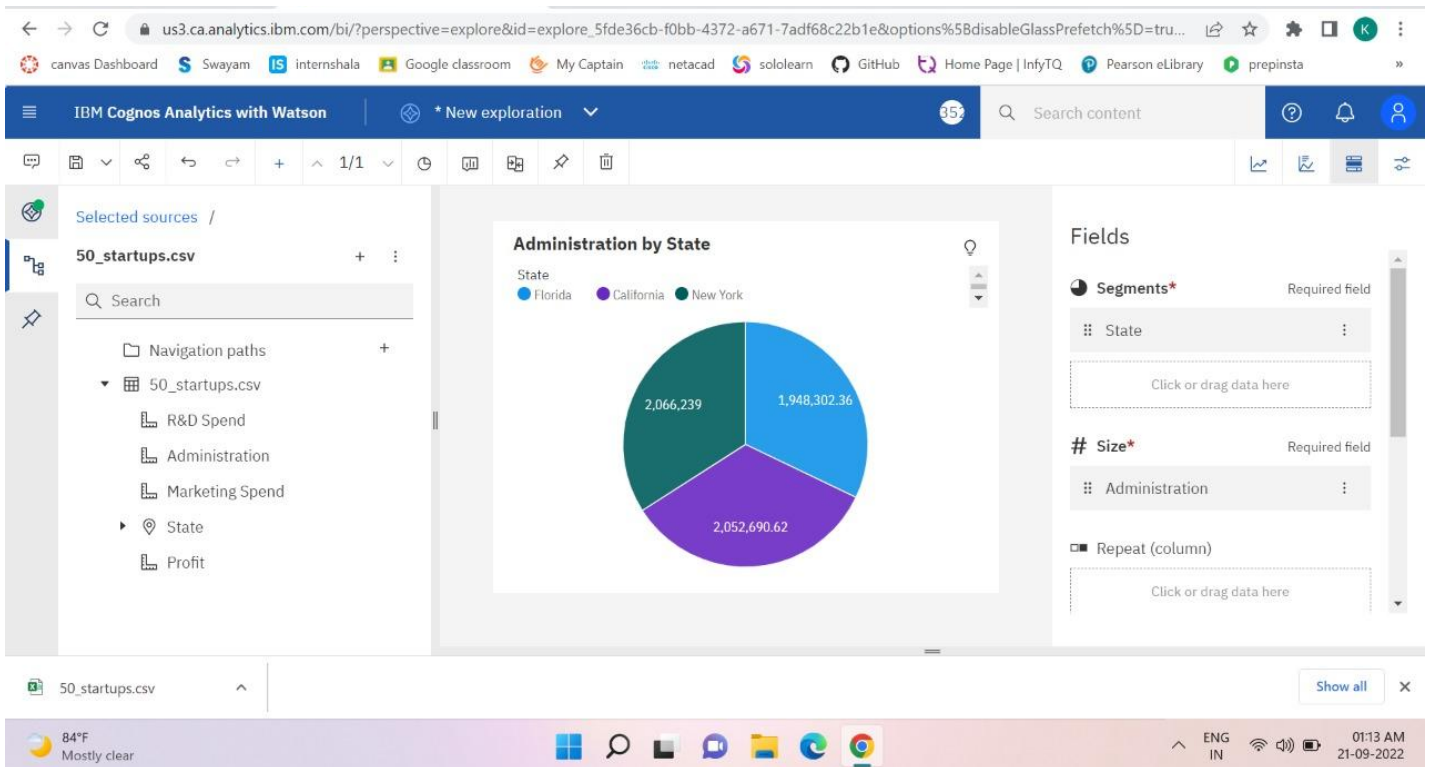 us3.ca.analytics.ibm.com/bi/?perspective=explore&id=explore_5fde36cb-f0bb-4372-a671-7adf68c22b1e&options%5BdisableGlassPrefetch%5D=tru...
K
canvas Dashboard Swayam IS internshala Google classroom My Captain netacad sololearn GitHub Home Page | InfyTQ Pearson eLibrary prepinsta »
IBM Cognos Analytics with Watson * New exploration 352 Search content
1/1
Selected sources /
50_startups.csv
Search
Navigation paths
50_startups.csv
R&D Spend
Administration
Marketing Spend
State
Profit
Administration by State
State
Florida California New York
2,066,239
1,948,302.36
2,052,690.62
Fields
Segments* Required field
State
Click or drag data here
# Size* Required field
Administration
Repeat (column)
Click or drag data here
50_startups.csv
Show all
84°F
Mostly clear
ENG
IN
01:13 AM
21-09-2022